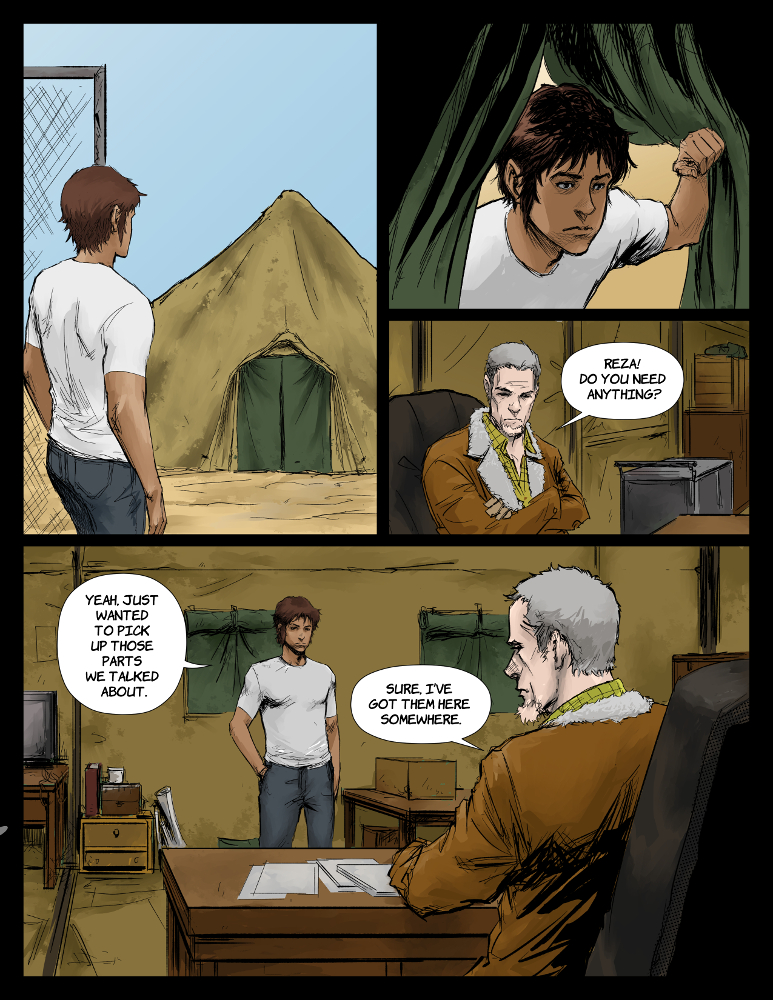 REZA!
DO YOU NEED
ANYTHING?
YEAH, JUST
WANTED
TO PICK
UP THOSE
PARTS
WE TALKED
ABOUT.
SURE, I'VE
GOT THEM HERE
SOMEWHERE.